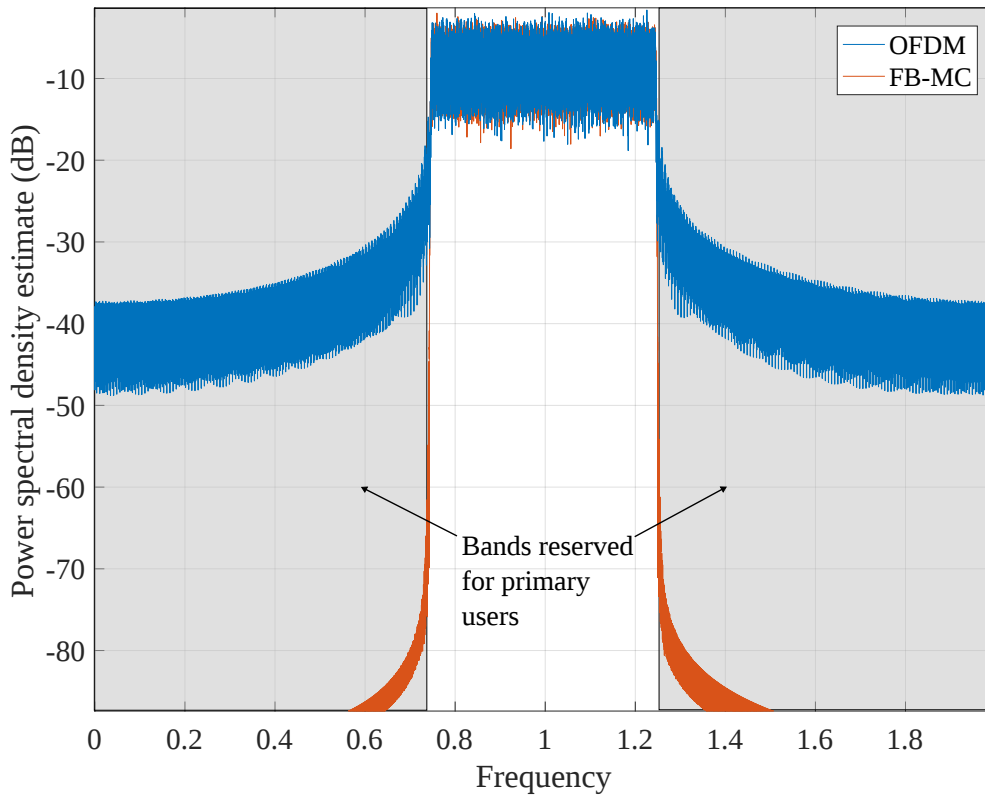 OFDM
FB-MC
Power spectral density estimate (dB)
-10
-20
-30
-40
-50
-60
-70
-80
Bands reserved
for primary
users
0 0.2 0.4 0.6 0.8 1 1.2 1.4 1.6 1.8
Frequency